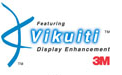 Featuring
Vikuiti™
Display Enhancement
™
3M